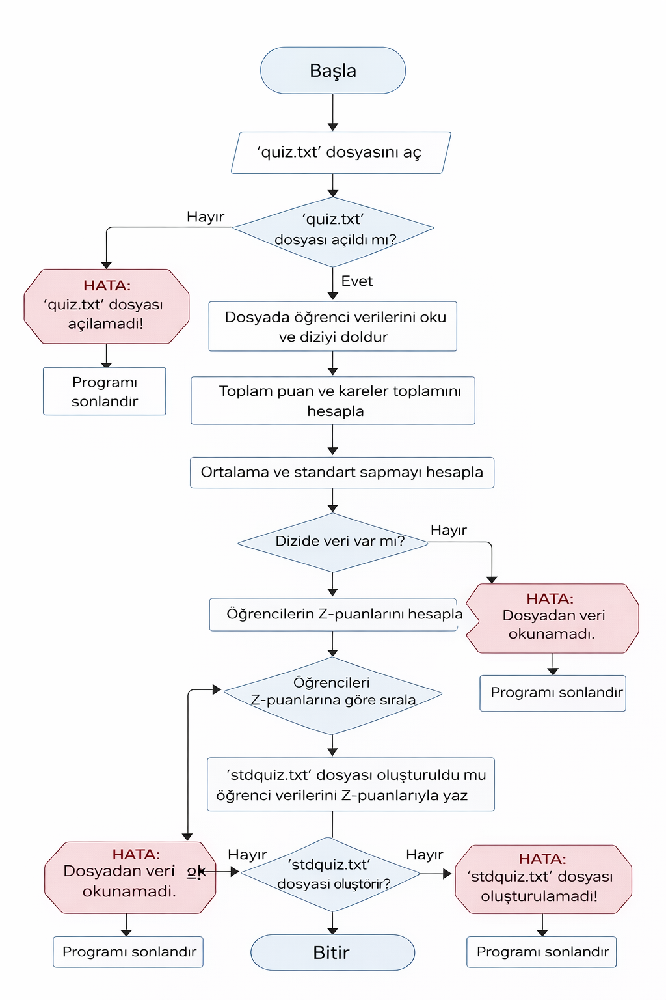 Başla
‘quiz.txt’ dosyasını aç
‘quiz.txt’
dosyası açıldı mı?
Hayır
Evet
HATA:
‘quiz.txt’ dosyası
açılamadi!
Programı
sonlandır
Dosyada öğrenci verilerini oku
ve diziyi doldur
Toplam puan ve kareler toplamını
hesapla
Ortalama ve standart sapmayı hesapla
Dizide veri var mı?
Hayır
HATA:
Dosyadan veri
okunamadı.
Programı sonlandır
Öğrencilerin Z-puanlarını hesapla
Öğrencileri
Z-puanlarına göre sırala
‘stdquiz.txt’ dosyası oluşturuldu mu
öğrenci verilerini Z-puanlarıyla yaz
HATA:
Dosyadan veri
okunamadi.
Programı sonlandır
Hayır
‘stdquiz.txt’
dosyasi oluştörir?
Hayır
HATA:
‘stdquiz.txt’ dosyası
oluşturulamadi!
Programı sonlandır
Bitir